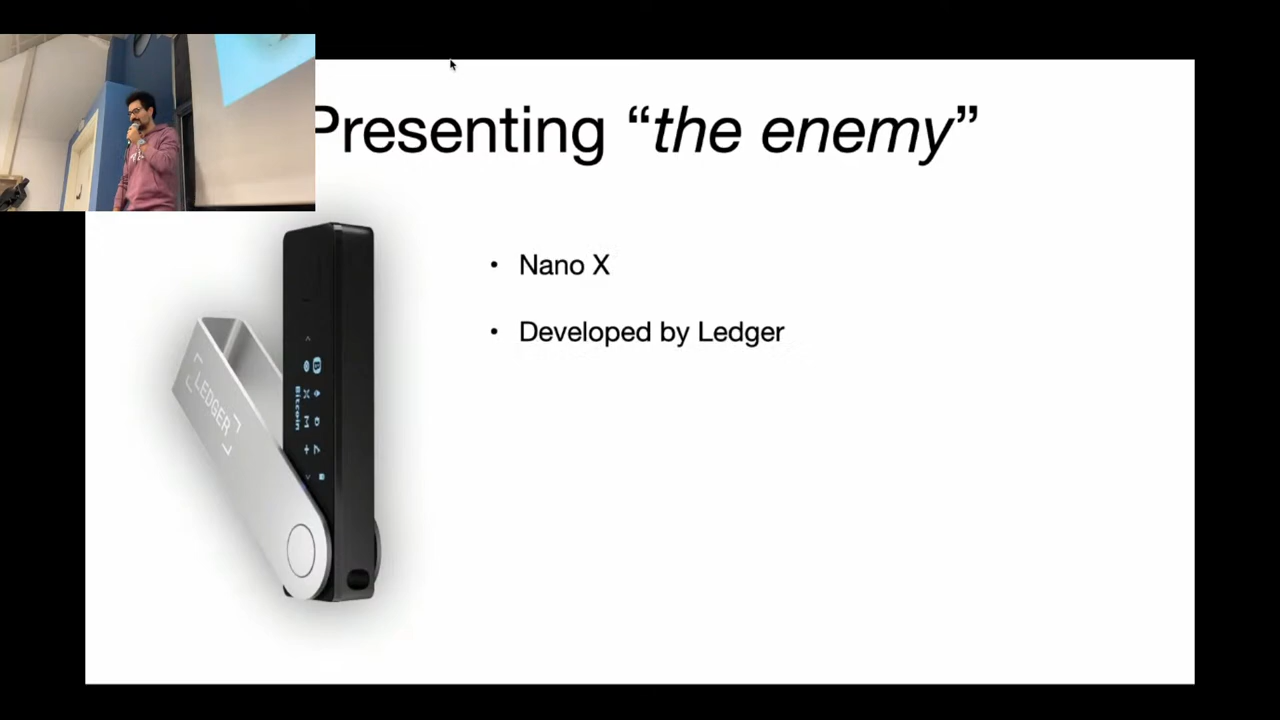 Presenting “the enemy”
• Nano X
• Developed by Ledger
LEDGER
Bitcoin